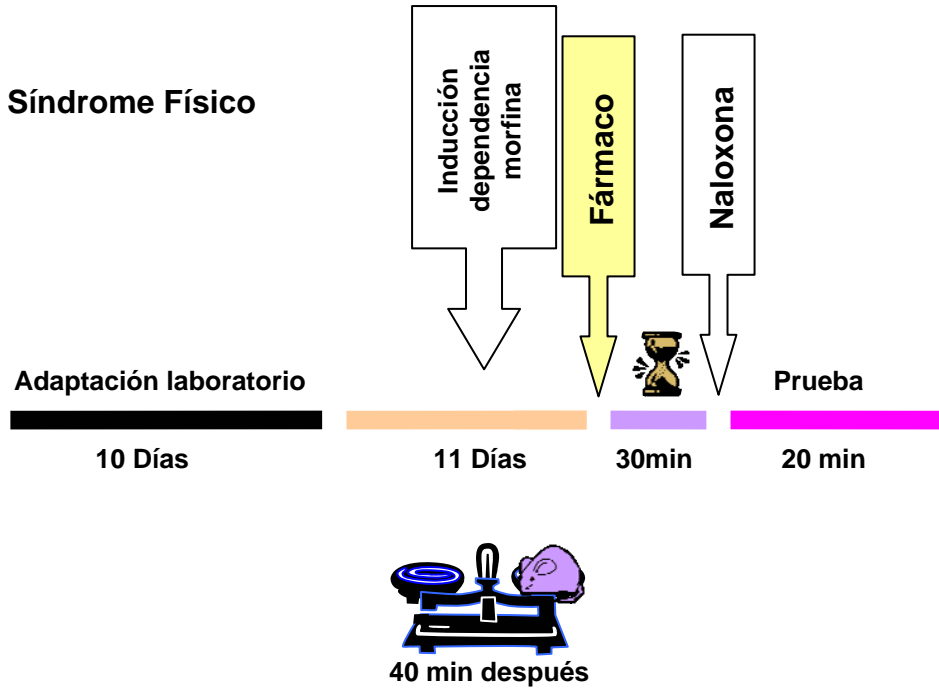 Síndrome Físico
Inducción
dependencia
morfina
Fármaco
Naloxona
Adaptación laboratorio
Prueba
10 Días
11 Días
30min
20 min
40 min después